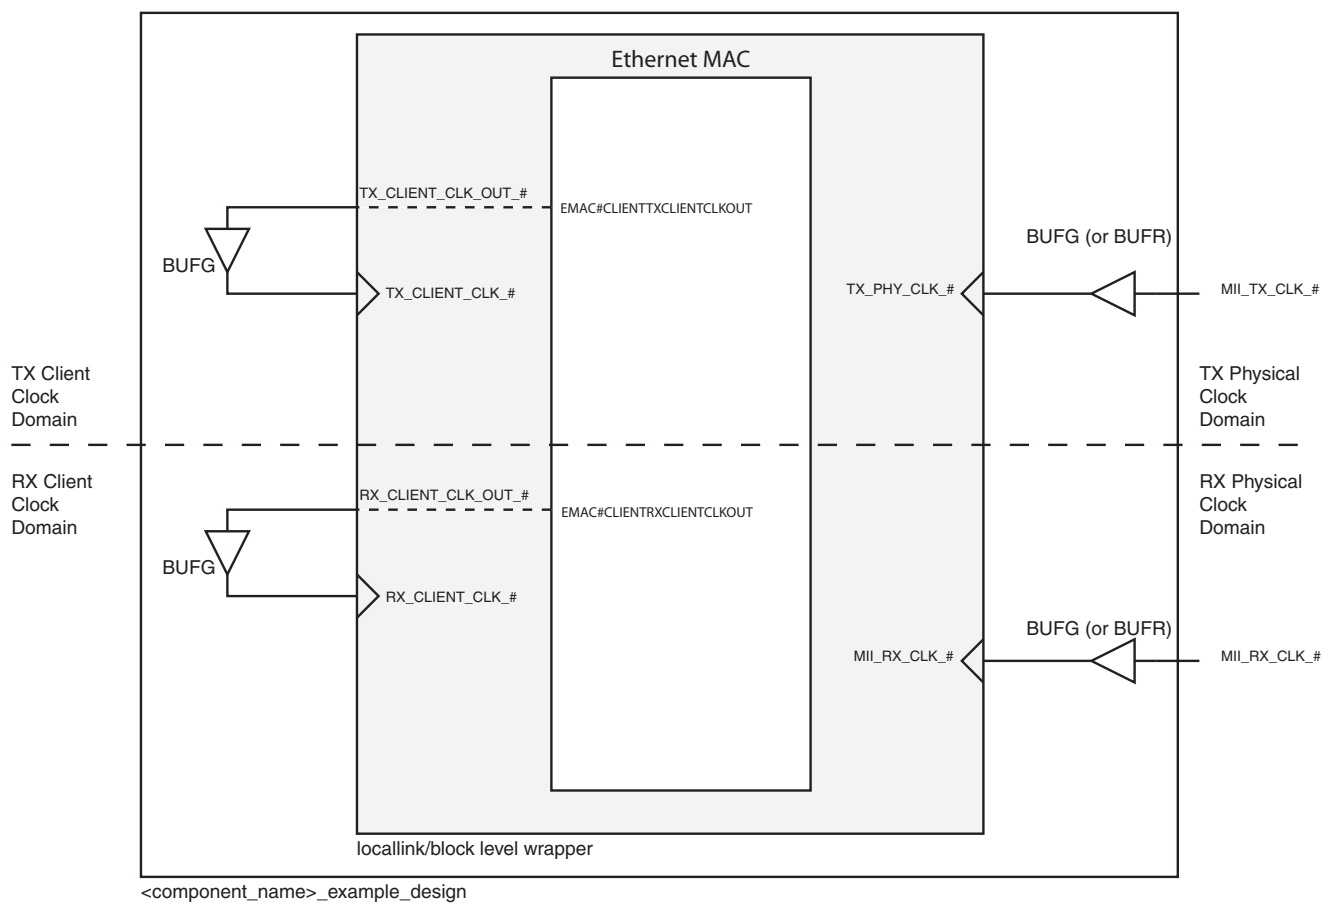 Ethernet MAC
TX_CLIENT_CLK_OUT_#
EMAC#CLIENTTXCLIENTCLKOUT
BUFG
TX_CLIENT_CLK_#
BUFG (or BUFR)
TX_PHY_CLK_#
MII_TX_CLK_#
TX Client
Clock
Domain
TX Physical
Clock
Domain
RX Client
Clock
Domain
RX Physical
Clock
Domain
RX_CLIENT_CLK_OUT_#
EMAC#CLIENTRXCLIENTCLKOUT
BUFG
RX_CLIENT_CLK_#
BUFG (or BUFR)
MII_RX_CLK_#
MII_RX_CLK_#
locallink/block level wrapper
<component_name>_example_design